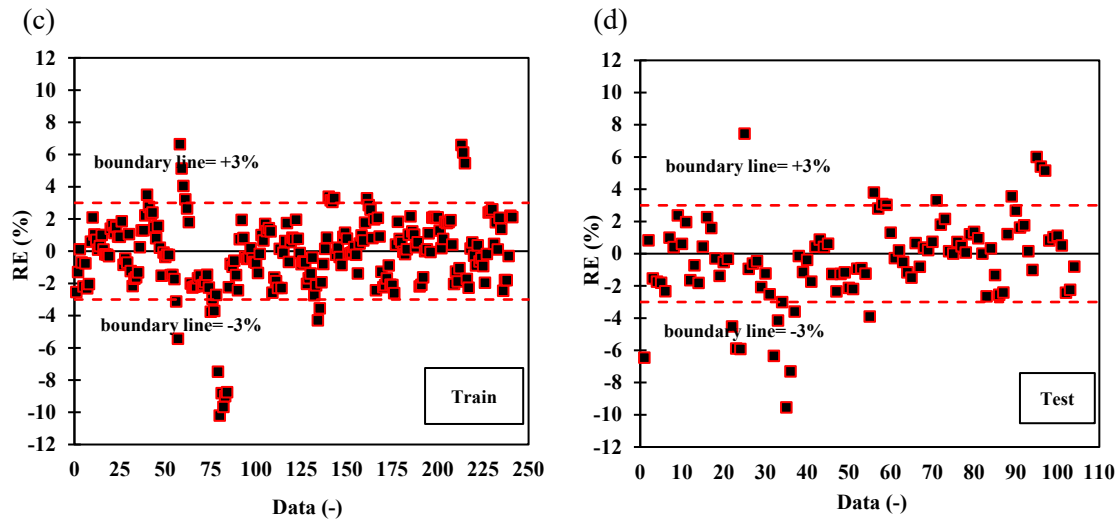 (c)
12
10
8
6
4
2
0
-2
-4
-6
-8
-10
-12
RE (%)
boundary line= +3%
boundary line= -3%
Train
0 25 50 75 100 125 150 175 200 225 250
Data (-)
(d)
12
10
8
6
4
2
0
-2
-4
-6
-8
-10
-12
RE (%)
boundary line= +3%
boundary line= -3%
Test
0 10 20 30 40 50 60 70 80 90 100 110
Data (-)